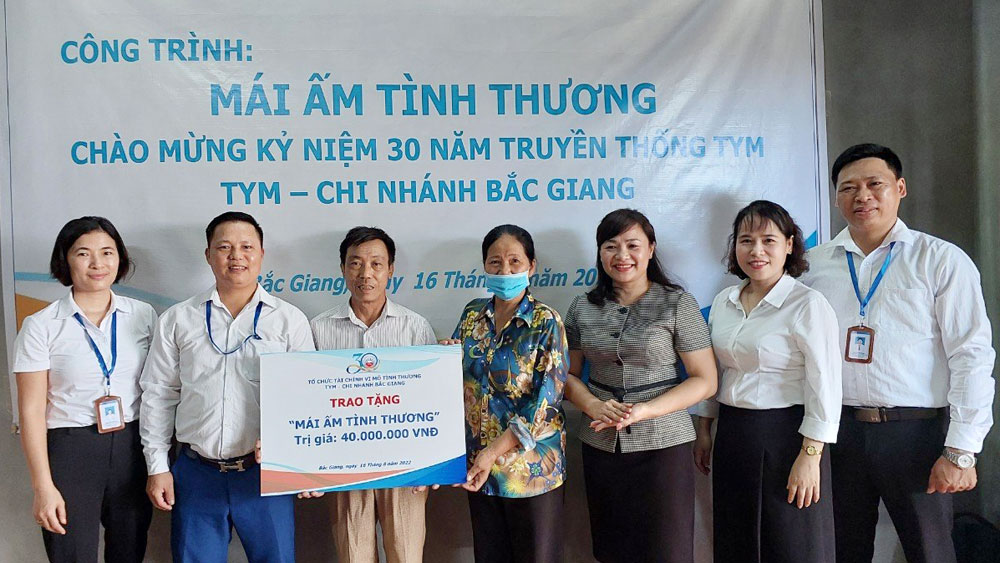 CÔNG TRÌNH:
MÁI ẤM TÌNH THƯƠNG
CHÀO MỪNG KỶ NIỆM 30 NĂM TRUYỀN THỐNG TYM
TYM – CHI NHÁNH BẮC GIANG
Bắc Giang, ngày 16 Tháng năm 20
30
TỔ CHỨC TÀI CHÍNH VI MÔ TÌNH THƯƠNG
TYM - CHI NHÁNH BẮC GIANG
TRAO TẶNG
“MÁI ẤM TÌNH THƯƠNG”
Trị giá: 40.000.000 VNĐ
Bắc Giang, ngày 16 Tháng 8 2022